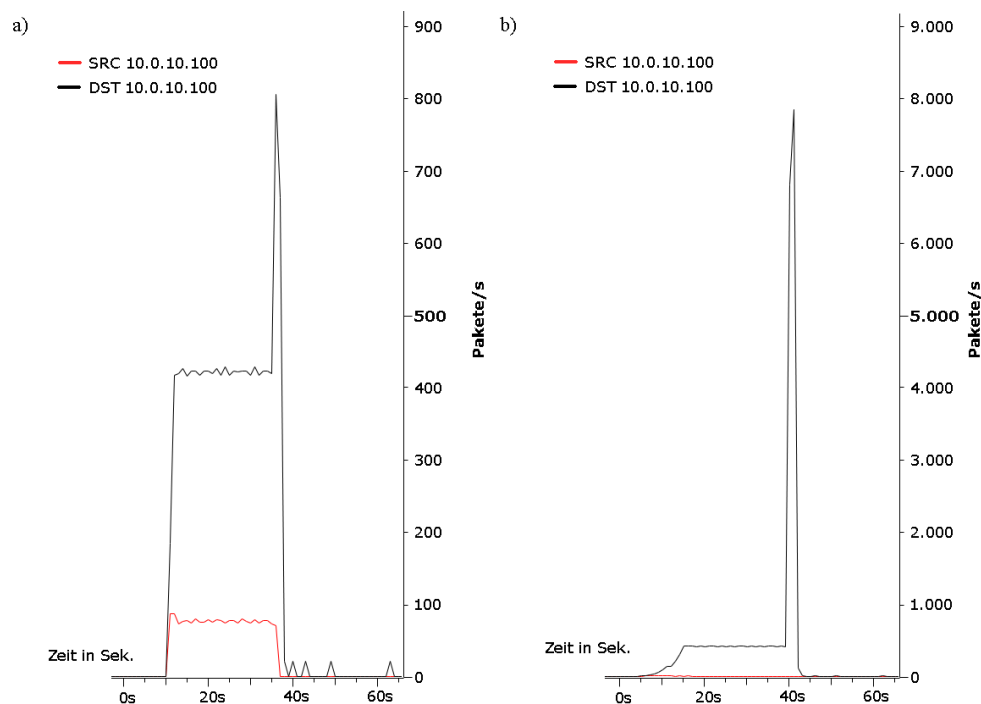 a)
SRC 10.0.10.100
DST 10.0.10.100
900
800
700
600
500
400
300
200
100
0
Pakete/s
Zeit in Sek.
0s 20s 40s 60s
b)
SRC 10.0.10.100
DST 10.0.10.100
9.000
8.000
7.000
6.000
5.000
4.000
3.000
2.000
1.000
0
Pakete/s
Zeit in Sek.
0s 20s 40s 60s